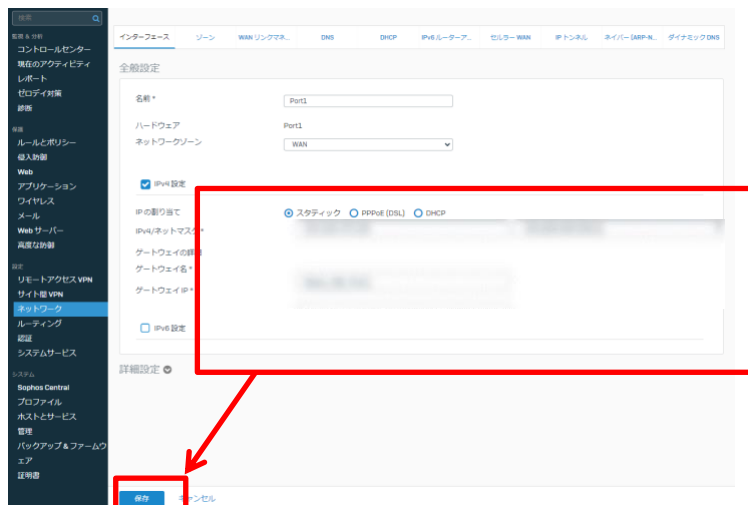 検索
監視 & 分析
コントロールセンター
現在のアクティビティ
レポート
ゼロデイ対策
診断
保護
ルールとポリシー
侵入防御
Web
アプリケーション
ワイヤレス
メール
Web サーバー
高度な防御
設定
リモートアクセス VPN
サイト間 VPN
ネットワーク
ルーティング
認証
システムサービス
システム
Sophos Central
プロファイル
ホストとサービス
管理
バックアップ & ファームウ
ェア
証明書
インターフェース ゾーン WAN リンクマネ... DNS DHCP IPv6 ルーターア... セルラー WAN IP トンネル ネイバー (ARP-N... ダイナミック DNS
全般設定
名前 * Port1
ハードウェア Port1
ネットワークゾーン WAN
IPv4 設定
IP の割り当て スタティック PPPoE (DSL) DHCP
IPv4/ネットマスク *
ゲートウェイの詳細
ゲートウェイ名 *
ゲートウェイ IP *
IPv6 設定
詳細設定
保存 キャンセル